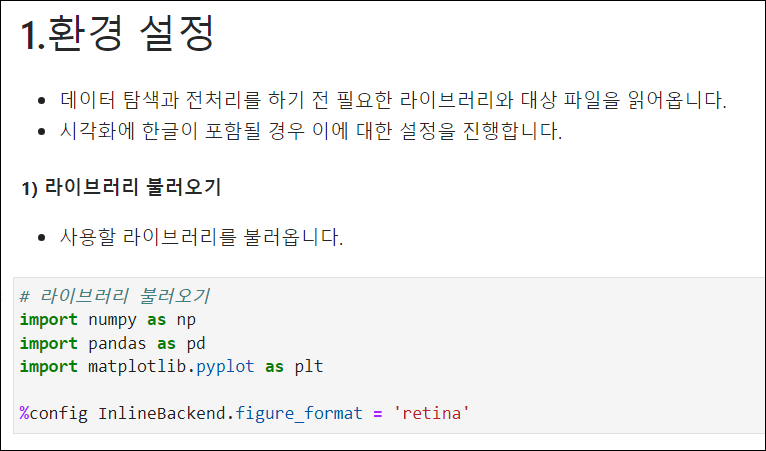 1.환경 설정
• 데이터 탐색과 전처리를 하기 전 필요한 라이브러리와 대상 파일을 읽어옵니다.
• 시각화에 한글이 포함될 경우 이에 대한 설정을 진행합니다.
1) 라이브러리 불러오기
• 사용할 라이브러리를 불러옵니다.
# 라이브러리 불러오기
import numpy as np
import pandas as pd
import matplotlib.pyplot as plt
%config InlineBackend.figure_format = 'retina'